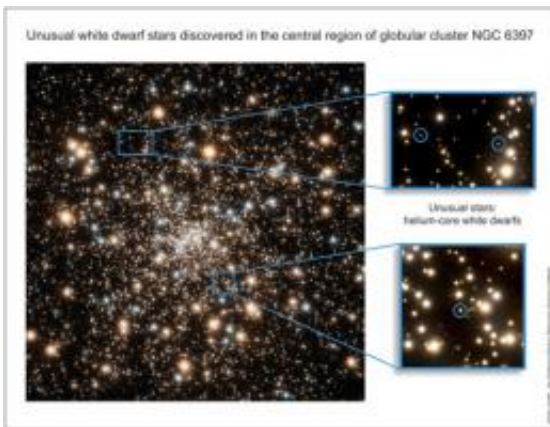 Unusual white dwarf stars discovered in the central region of globular cluster NGC 6397
Unusual stars:
helium-core white dwarfs